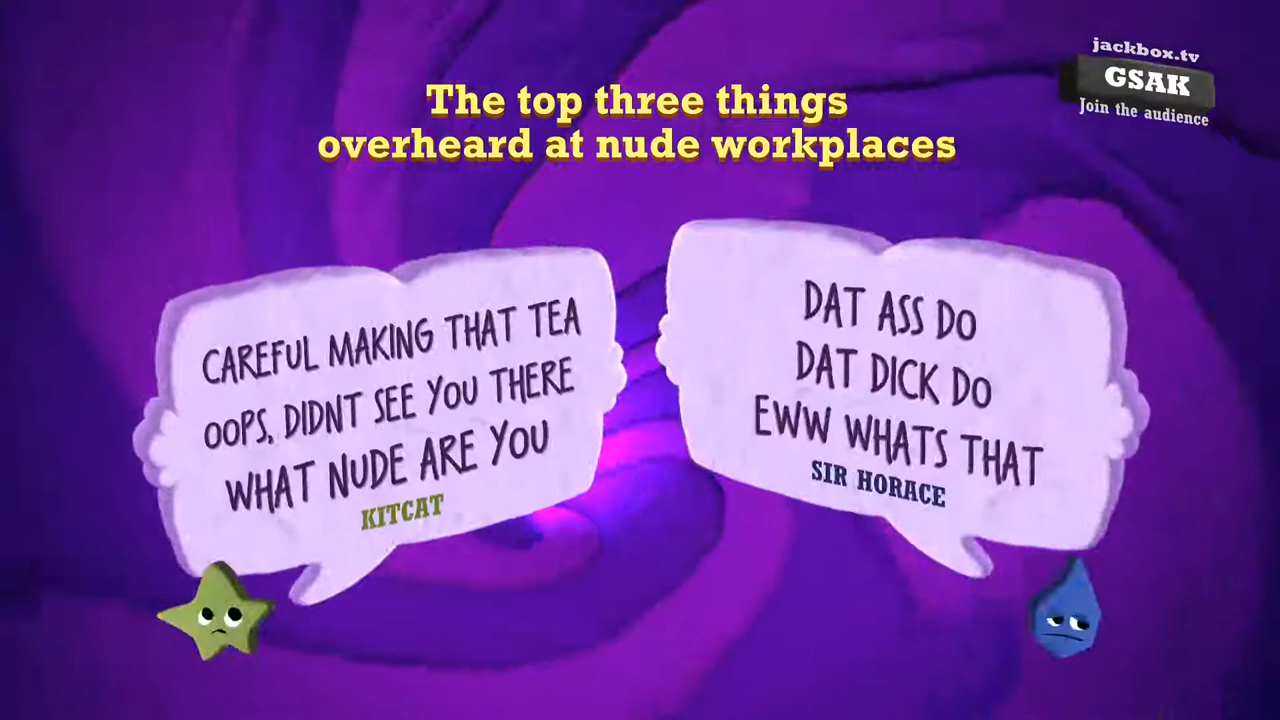 jackbox.tv
GSAK
Join the audience
The top three things
overheard at nude workplaces
CAREFUL MAKING THAT TEA
OOPS, DIDNT SEE YOU THERE
WHAT NUDE ARE YOU
KITCAT
DAT ASS DO
DAT DICK DO
EWW WHATS THAT
SIR HORACE